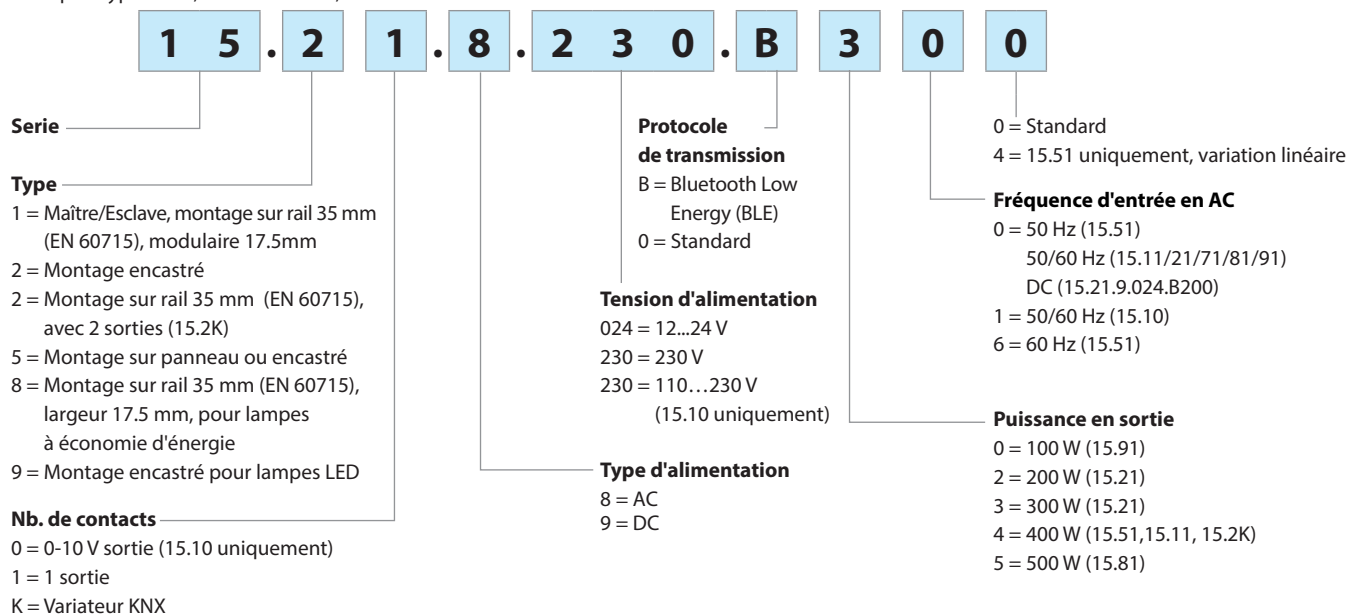 1 5 . 2 1 . 8 . 2 3 0 . B 3 0 0
Serie
Type
1 = Maître/Esclave, montage sur rail 35 mm
(EN 60715), modulaire 17.5mm
2 = Montage encastré
2 = Montage sur rail 35 mm (EN 60715),
avec 2 sorties (15.2K)
5 = Montage sur panneau ou encastré
8 = Montage sur rail 35 mm (EN 60715),
largeur 17.5 mm, pour lampes
à économie d'énergie
9 = Montage encastré pour lampes LED
Nb. de contacts
0 = 0-10 V sortie (15.10 uniquement)
1 = 1 sortie
K = Variateur KNX
Protocole
de transmission
B = Bluetooth Low
Energy (BLE)
0 = Standard
Tension d'alimentation
024 = 12...24 V
230 = 230 V
230 = 110…230 V
(15.10 uniquement)
Type d'alimentation
8 = AC
9 = DC
0 = Standard
4 = 15.51 uniquement, variation linéaire
Fréquence d'entrée en AC
0 = 50 Hz (15.51)
50/60 Hz (15.11/21/71/81/91)
DC (15.21.9.024.B200)
1 = 50/60 Hz (15.10)
6 = 60 Hz (15.51)
Puissance en sortie
0 = 100 W (15.91)
2 = 200 W (15.21)
3 = 300 W (15.21)
4 = 400 W (15.51,15.11, 15.2K)
5 = 500 W (15.81)